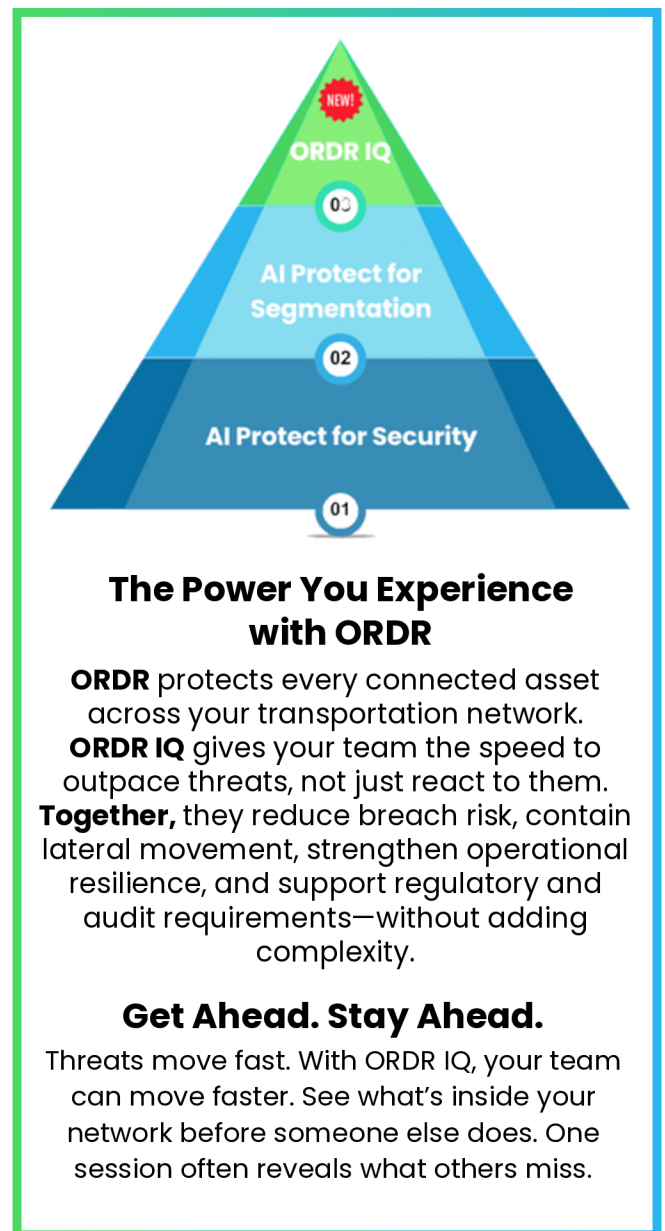 NEW!
ORDR IQ
03
AI Protect for
Segmentation
02
AI Protect for Security
01
The Power You Experience
with ORDR
ORDR protects every connected asset
across your transportation network.
ORDR IQ gives your team the speed to
outpace threats, not just react to them.
Together, they reduce breach risk, contain
lateral movement, strengthen operational
resilience, and support regulatory and
audit requirements—without adding
complexity.
Get Ahead. Stay Ahead.
Threats move fast. With ORDR IQ, your team
can move faster. See what’s inside your
network before someone else does. One
session often reveals what others miss.